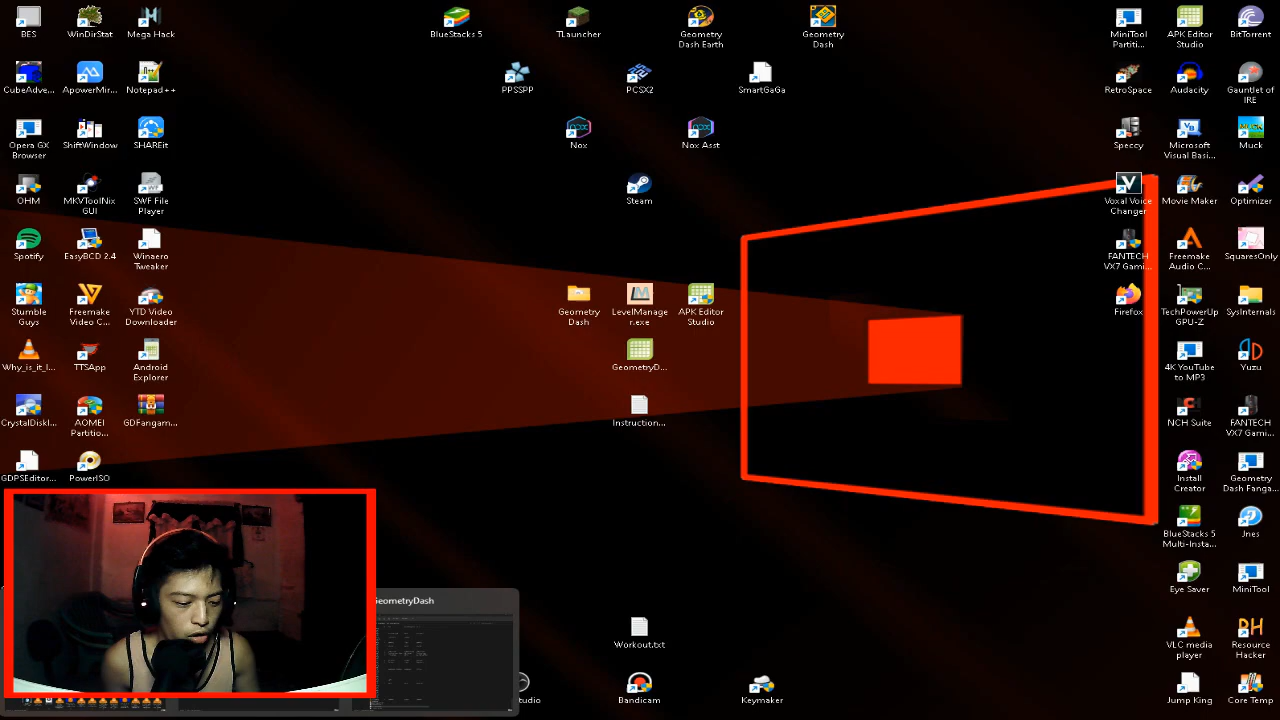 BES
WinDirStat
Mega Hack
BlueStacks 5
TLauncher
Geometry
Dash Earth
Geometry
Dash
MiniTool
Partiti...
APK Editor
Studio
BitTorrent
CubeAdve...
ApowerMir...
Notepad++
PPSSPP
PCSX2
SmartGaGa
RetroSpace
Audacity
Gauntlet of
IRE
Opera GX
Browser
ShiftWindow
SHAREit
Nox
Nox Asst
Speccy
Microsoft
Visual Basi...
Muck
OHM
MKVToolNix
GUI
SWF File
Player
Steam
Voxal Voice
Changer
Movie Maker
Optimizer
Spotify
EasyBCD 2.4
Winaero
Tweaker
FANTECH
VX7 Gami...
Freemake
Audio C...
SquaresOnly
Stumble
Guys
Freemake
Video C...
YTD Video
Downloader
Geometry
Dash
LevelManage
r.exe
APK Editor
Studio
Firefox
TechPowerUp
GPU-Z
SysInternals
Why_is_it_l...
TTSApp
Android
Explorer
GeometryD...
4K YouTube
to MP3
Yuzu
CrystalDiskI...
AOMEI
Partitio...
GDFangam...
Instruction...
NCH Suite
FANTECH
VX7 Gami...
GDPSEditor...
PowerISO
Install
Creator
Geometry
Dash Fanga...
BlueStacks 5
Multi-Insta...
Jnes
Eye Saver
MiniTool
GeometryDash
Workout.txt
VLC media
player
Resource
Hacker
tudio
Bandicam
Keymaker
Jump King
Core Temp